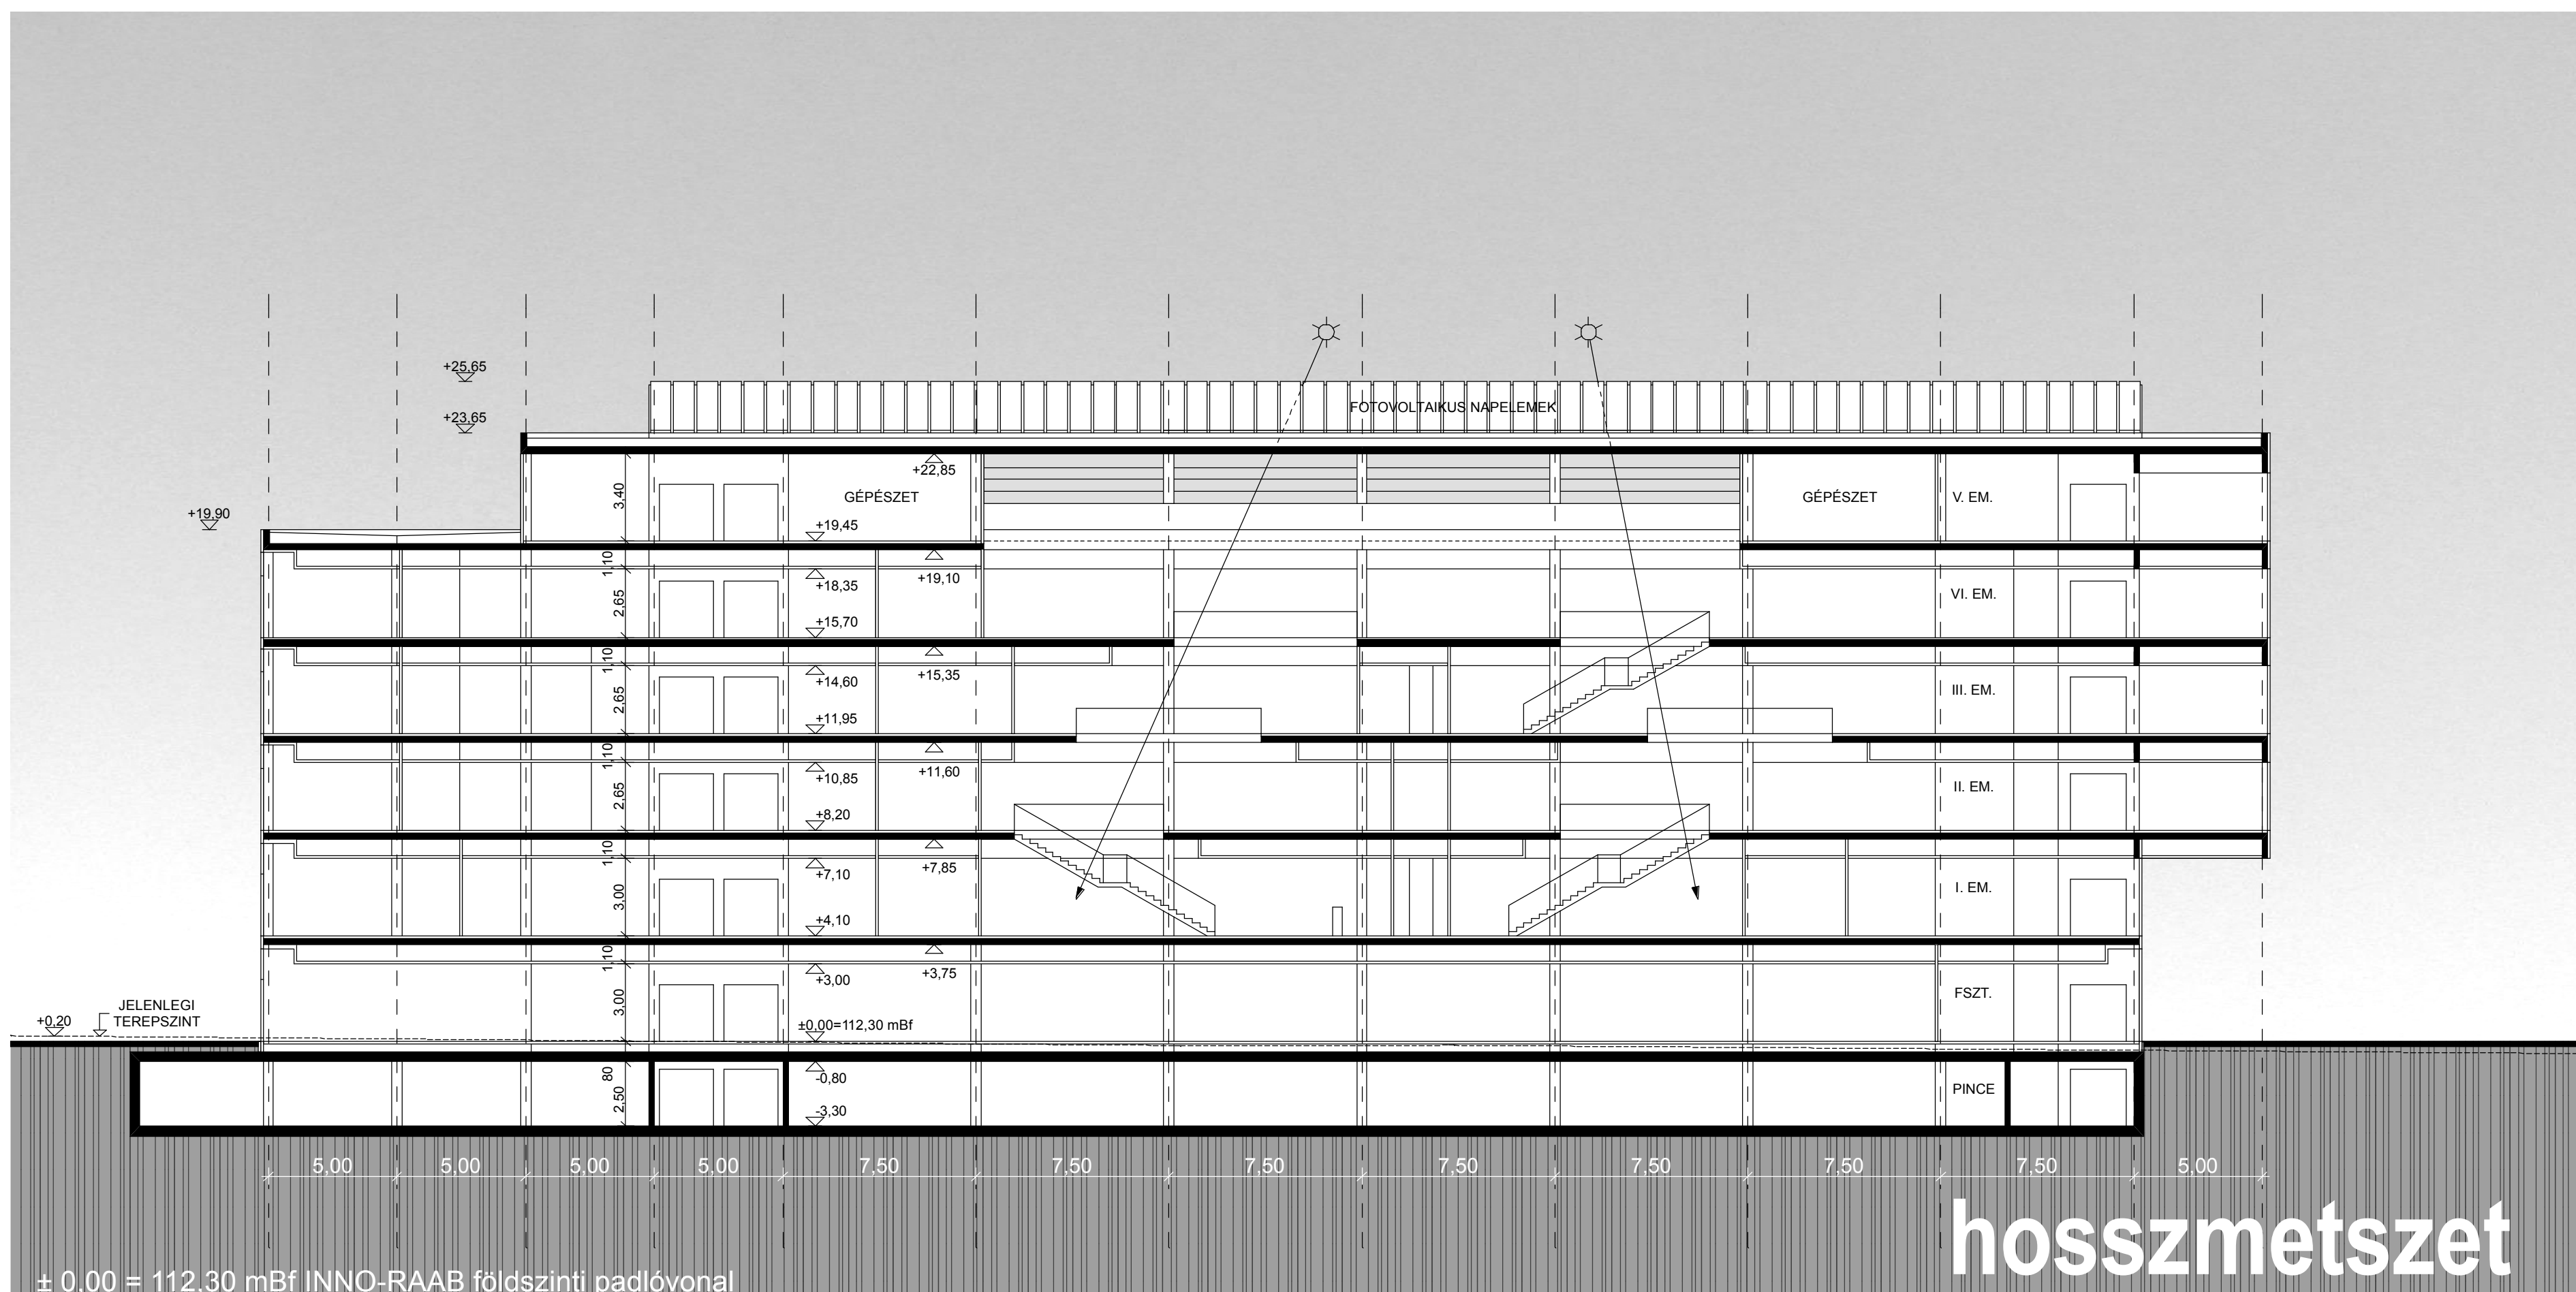 +25,65
+23,65
FOTOVOLTAIKUS NAPELEMEK
+22,85
3,40
GÉPÉSZET
GÉPÉSZET
V. EM.
+19,90
+19,45
1,10
+18,35
+19,10
2,65
VI. EM.
+15,70
1,10
+14,60
+15,35
2,65
III. EM.
+11,95
1,10
+10,85
+11,60
2,65
II. EM.
+8,20
1,10
+7,10
+7,85
3,00
I. EM.
+4,10
1,10
+3,00
+3,75
3,00
FSZT.
JELENLEGI
TEREPSZINT
+0,20
±0,00=112,30 mBf
80
-0,80
2,50
-3,30
PINCE
5,00 5,00 5,00 5,00 7,50 7,50 7,50 7,50 7,50 7,50 7,50 5,00
hosszmetszet
± 0,00 = 112,30 mBf INNO-RAAB földszinti padlóvonal